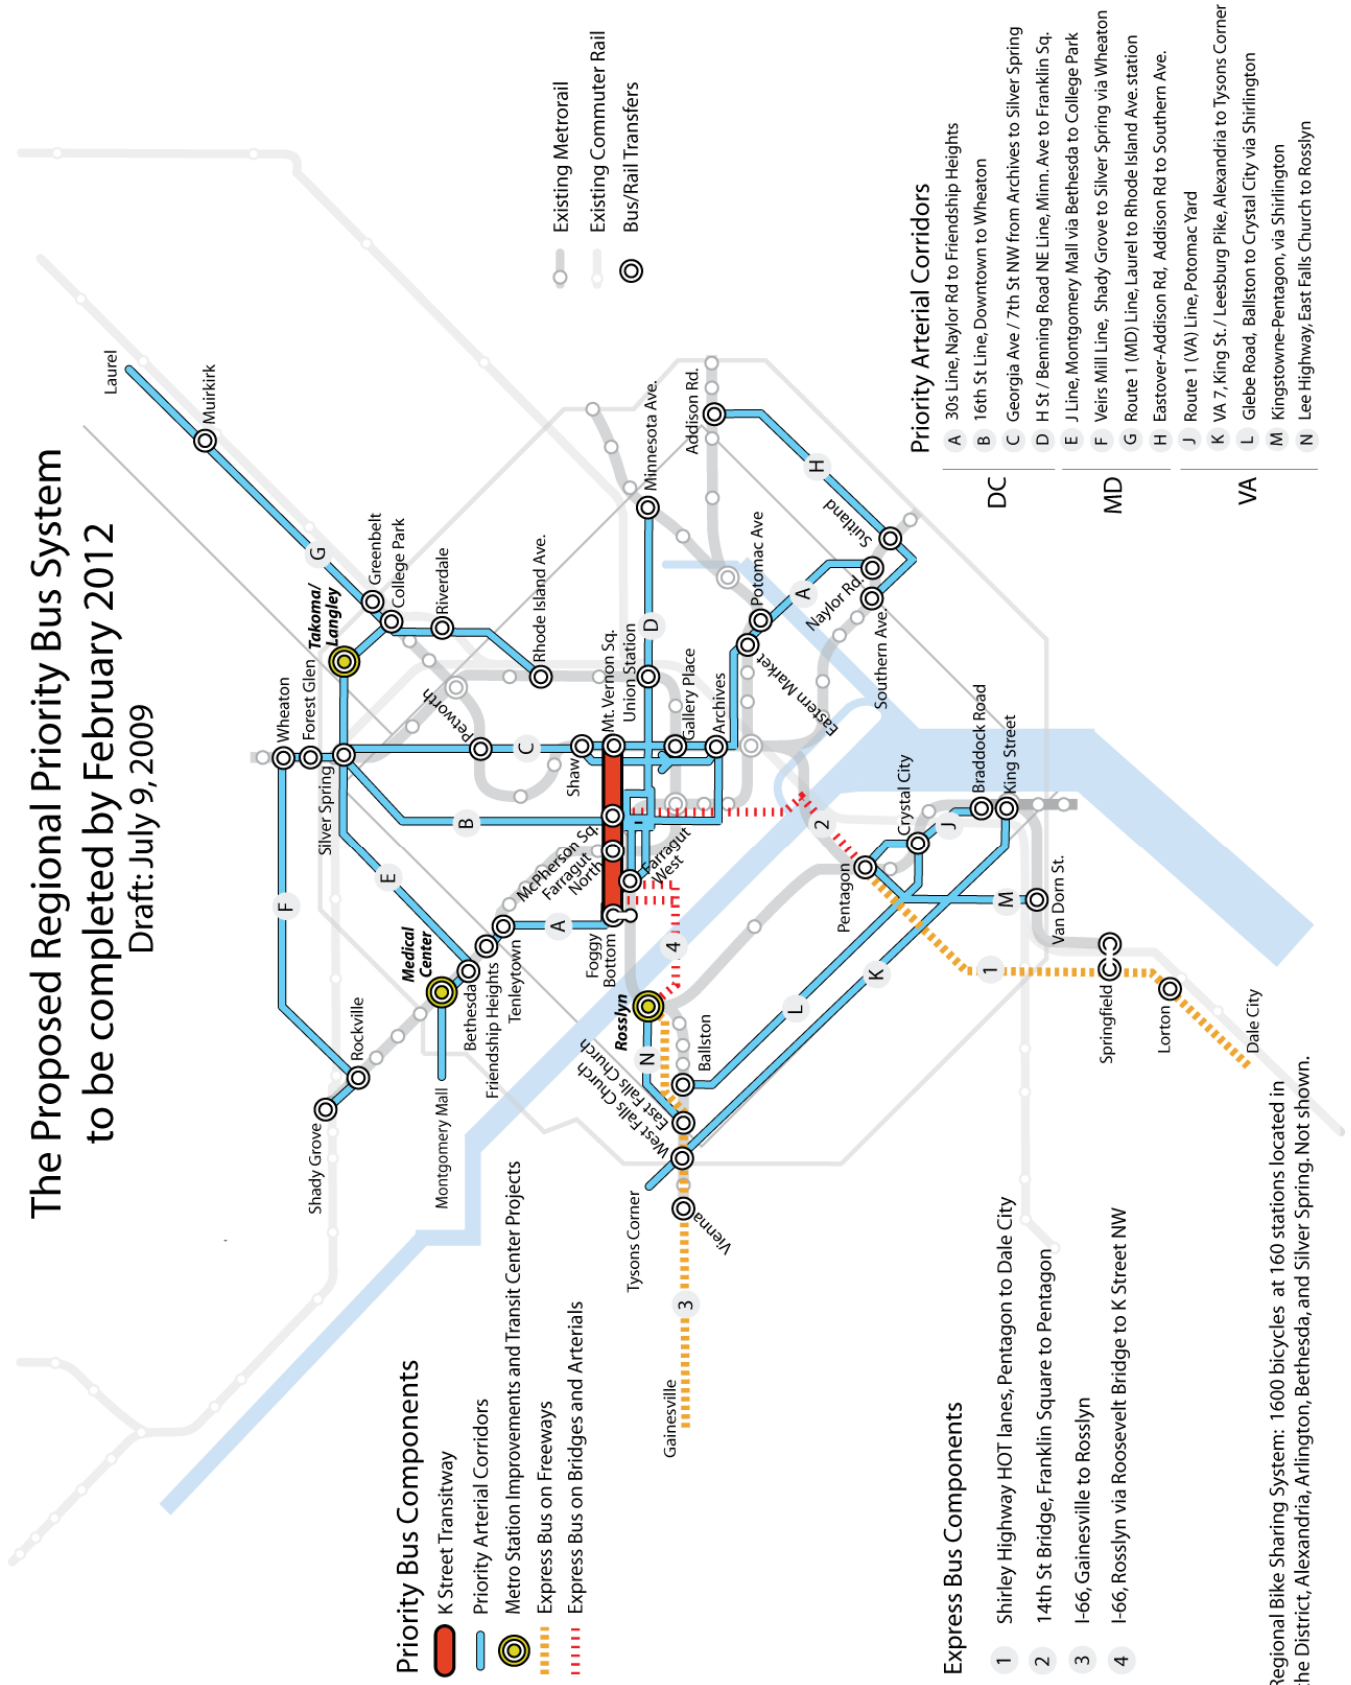 The Proposed Regional Priority Bus System
to be completed by February 2012
Draft: July 9, 2009
Priority Bus Components
K Street Transitway
Priority Arterial Corridors
Metro Station Improvements and Transit Center Projects
Express Bus on Freeways
Express Bus on Bridges and Arterials
Existing Metrorail
Existing Commuter Rail
Bus/Rail Transfers
Laurel
Muirkirk
G
Greenbelt
College Park
Takoma/
Langley
Riverdale
Rhode Island Ave.
Wheaton
Forest Glen
Silver Spring
Petworth
C
Shaw
Mt. Vernon Sq.
Union Station
D
Minnesota Ave.
Gallery Place
Archives
Addison Rd.
H
Suitland
Potomac Ave
A
Naylor Rd.
Eastern Market
Southern Ave.
F
B
E
McPherson Sq.
Farragut
North
Farragut
West
Medical
Center
Bethesda
Friendship Heights
Tenleytown
A
Foggy
Bottom
Rockville
Shady Grove
Montgomery Mall
4
2
Rosslyn
N
Ballston
East Falls Church
West Falls Church
Tysons Corner
Vienna
3
Gainesville
Pentagon
Crystal City
J
Braddock Road
King Street
M
Van Dorn St.
L
K
1
Springfield
Lorton
Dale City
Express Bus Components
1 Shirley Highway HOT lanes, Pentagon to Dale City
2 14th St Bridge, Franklin Square to Pentagon
3 I-66, Gainesville to Rosslyn
4 I-66, Rosslyn via Roosevelt Bridge to K Street NW
Priority Arterial Corridors
DC
A 30s Line, Naylor Rd to Friendship Heights
B 16th St Line, Downtown to Wheaton
C Georgia Ave / 7th St NW from Archives to Silver Spring
D H St / Benning Road NE Line, Minn. Ave to Franklin Sq.
MD
E J Line, Montgomery Mall via Bethesda to College Park
F Veirs Mill Line, Shady Grove to Silver Spring via Wheaton
G Route 1 (MD) Line, Laurel to Rhode Island Ave. station
H Eastover-Addison Rd, Addison Rd to Southern Ave.
VA
J Route 1 (VA) Line, Potomac Yard
K VA 7, King St./ Leesburg Pike, Alexandria to Tysons Corner
L Glebe Road, Ballston to Crystal City via Shirlington
M Kingstowne-Pentagon, via Shirlington
N Lee Highway, East Falls Church to Rosslyn
Regional Bike Sharing System: 1600 bicycles at 160 stations located in
the District, Alexandria, Arlington, Bethesda, and Silver Spring. Not shown.